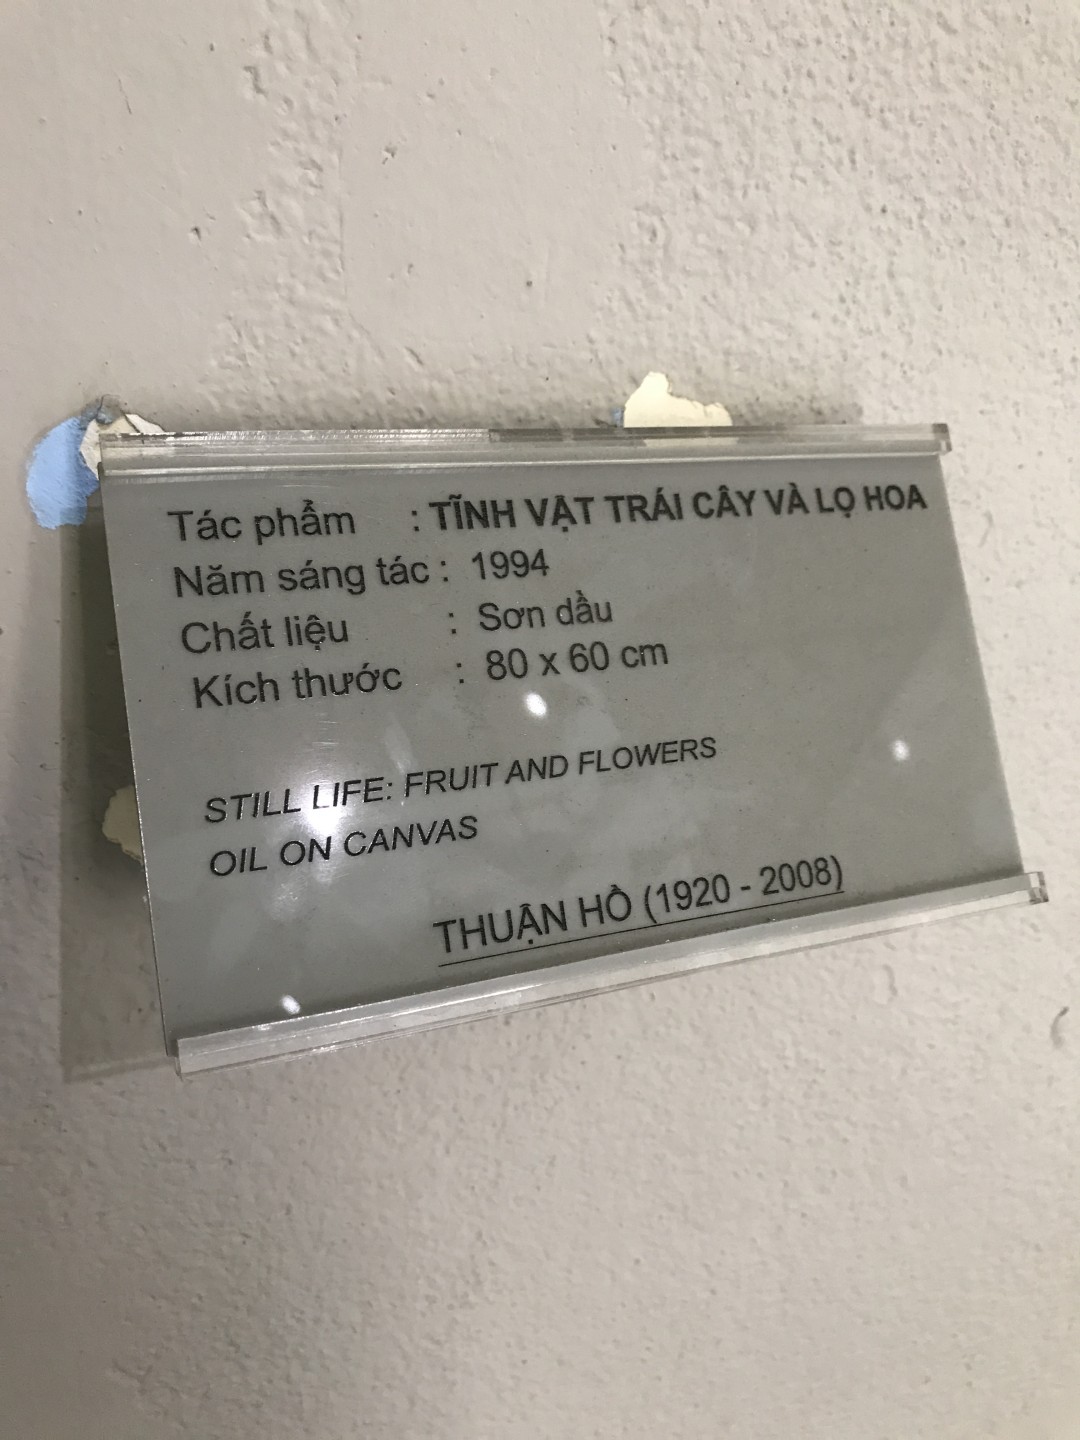 Tác phẩm : TĨNH VẬT TRÁI CÂY VÀ LỌ HOA
Năm sáng tác : 1994
Chất liệu : Sơn dầu
Kích thước : 80 x 60 cm
STILL LIFE: FRUIT AND FLOWERS
OIL ON CANVAS
THUẬN HỒ (1920 - 2008)